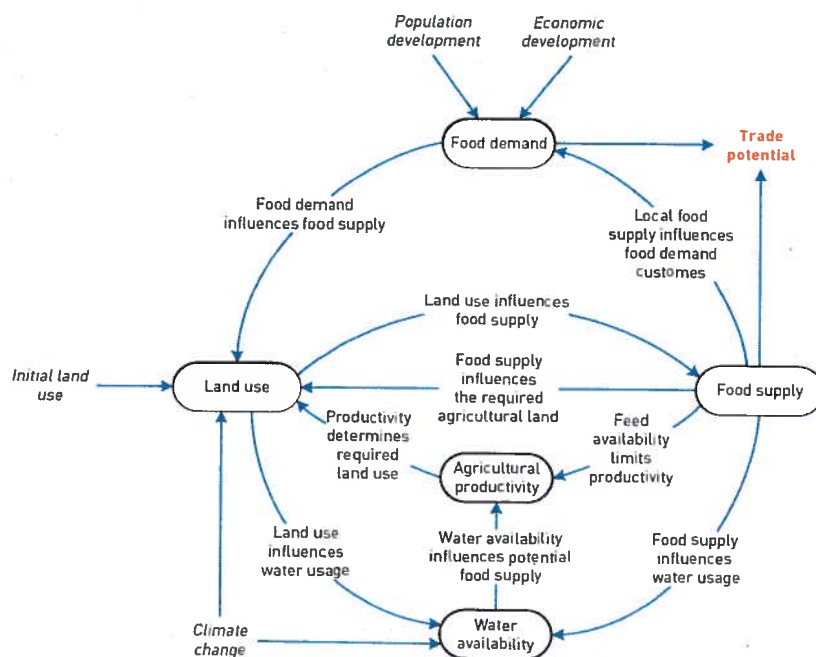 Population
development
Economic
development
Food demand
Trade
potential
Food demand
influences food supply
Local food
supply influences
food demand
customes
Land use influences
food supply
Initial land
use
Land use
Food supply
influences
the required
agricultural land
Food supply
Productivity
determines
required
land use
Feed
availability
limits
productivity
Agricultural
productivity
Land use
influences
water usage
Water availability
influences potential
food supply
Food supply
influences
water usage
Climate
change
Water
availability